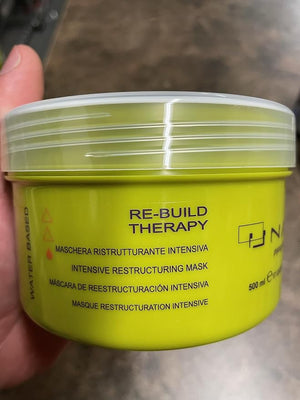 WATER BASED
RE-BUILD
THERAPY
MASCHERA RISTRUTTURANTE INTENSIVA
INTENSIVE RESTRUCTURING MASK
MÁSCARA DE REESTRUCTURACIÓN INTENSIVA
MASQUE RESTRUCTURATION INTENSIVE
500 ml